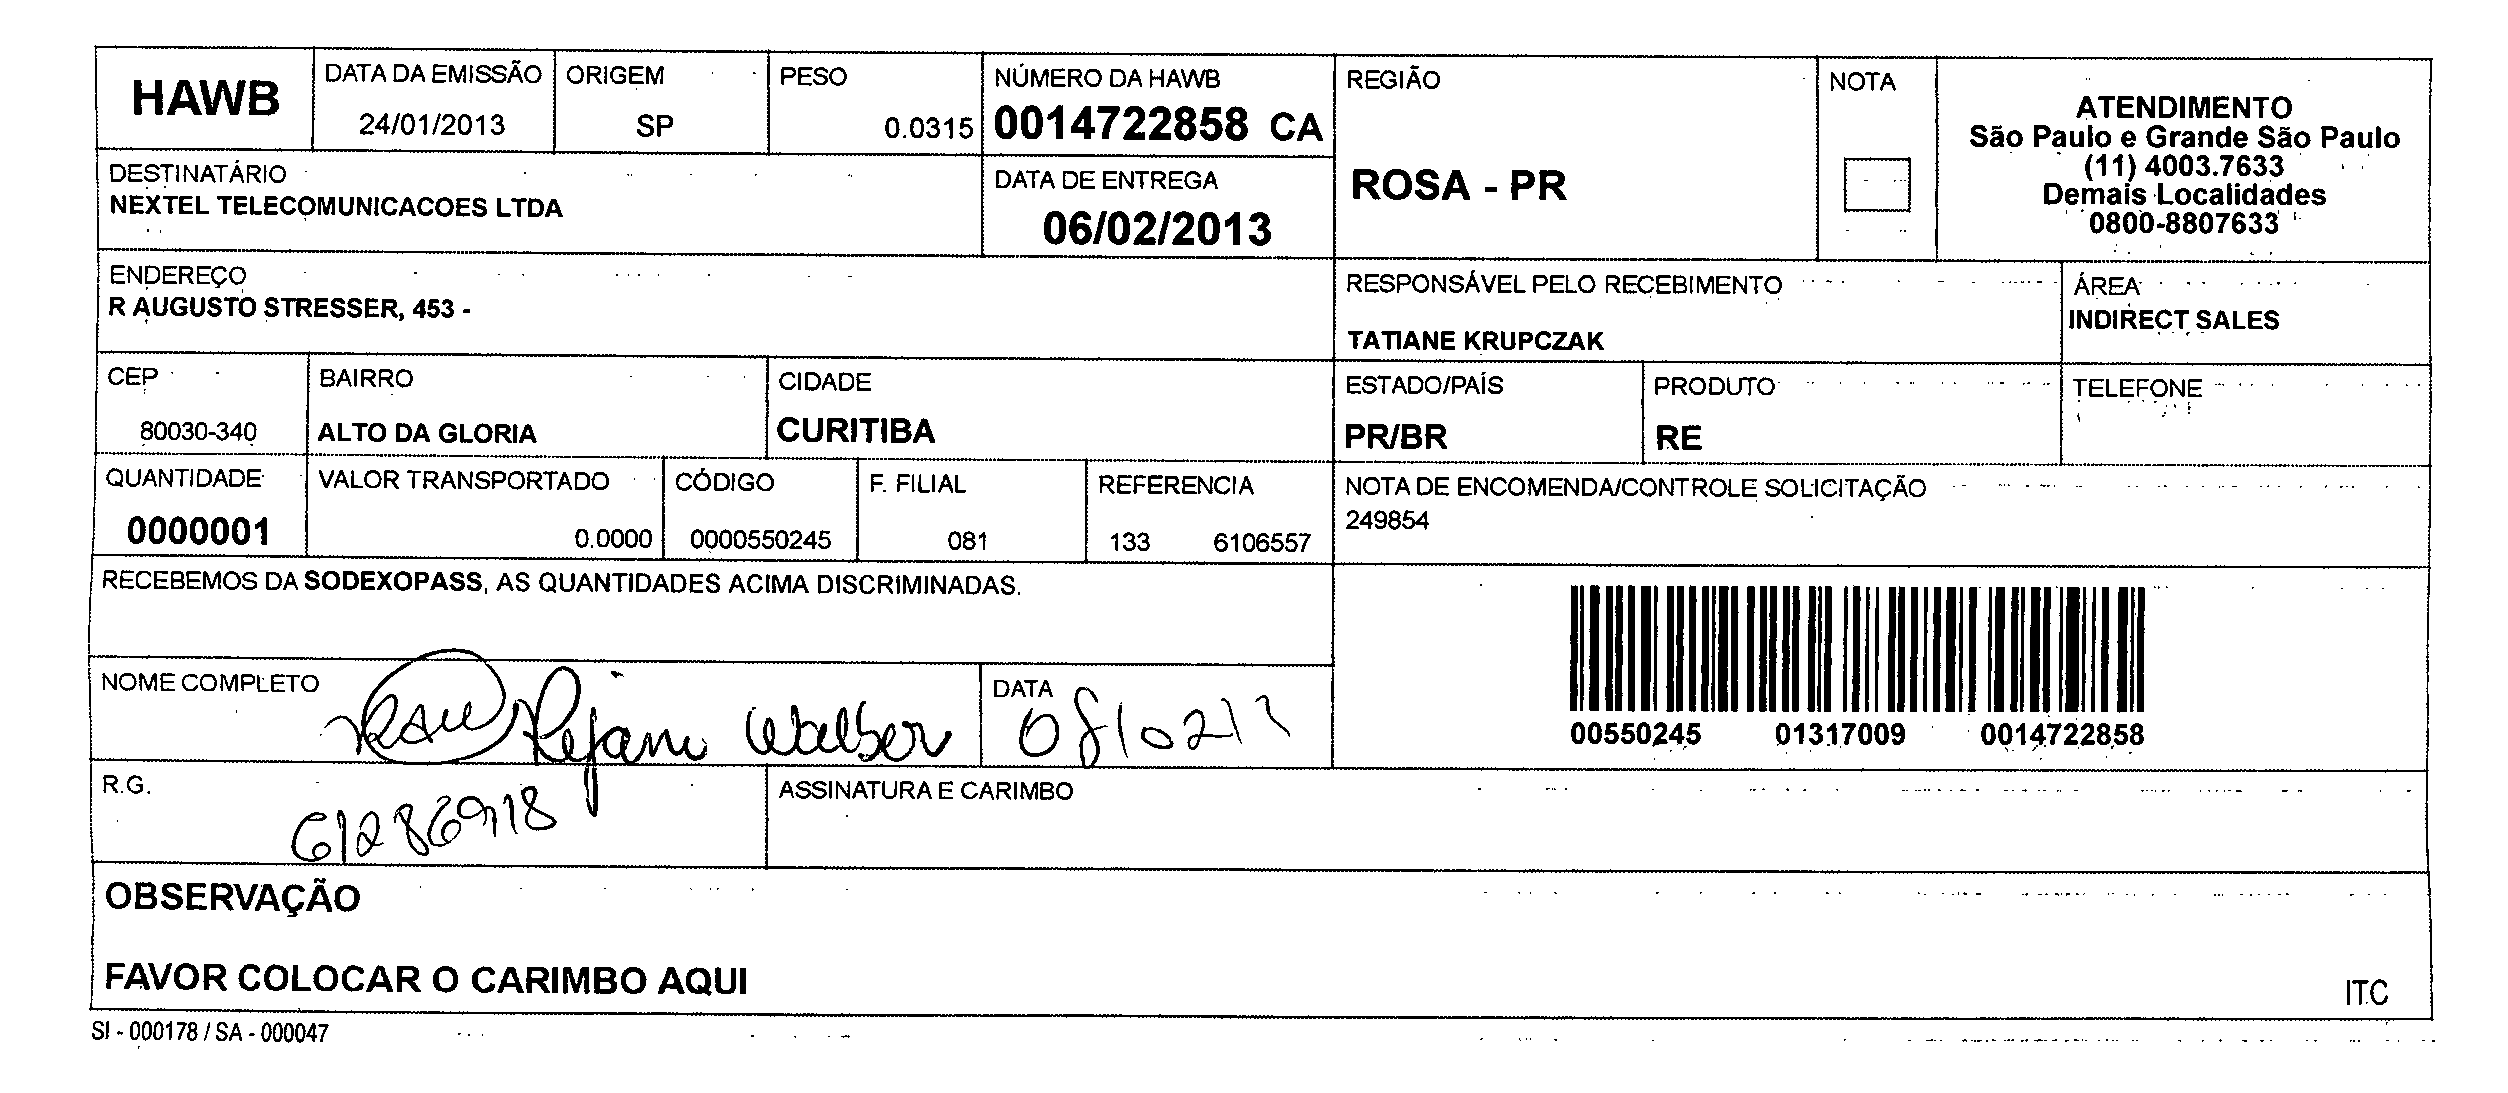 HAWB
DATA DA EMISSÃO
24/01/2013
ORIGEM
SP
PESO
0.0315
NÚMERO DA HAWB
0014722858 CA
REGIÃO
ROSA - PR
NOTA
ATENDIMENTO
São Paulo e Grande São Paulo
(11) 4003.7633
Demais Localidades
0800-8807633
DESTINATÁRIO
NEXTEL TELECOMUNICACOES LTDA
DATA DE ENTREGA
06/02/2013
ENDEREÇO
R AUGUSTO STRESSER, 453 -
RESPONSÁVEL PELO RECEBIMENTO
TATIANE KRUPCZAK
ÁREA
INDIRECT SALES
CEP
80030-340
BAIRRO
ALTO DA GLORIA
CIDADE
CURITIBA
ESTADO/PAÍS
PR/BR
PRODUTO
RE
TELEFONE
QUANTIDADE
0000001
VALOR TRANSPORTADO
0.0000
CÓDIGO
0000550245
F. FILIAL
081
REFERENCIA
133 6106557
NOTA DE ENCOMENDA/CONTROLE SOLICITAÇÃO
249854
RECEBEMOS DA SODEXOPASS, AS QUANTIDADES ACIMA DISCRIMINADAS.
00550245 01317009 0014722858
NOME COMPLETO
Rejani Walber
DATA
R.G.
ASSINATURA E CARIMBO
OBSERVAÇÃO
FAVOR COLOCAR O CARIMBO AQUI
ITC
SI - 000178 / SA - 000047